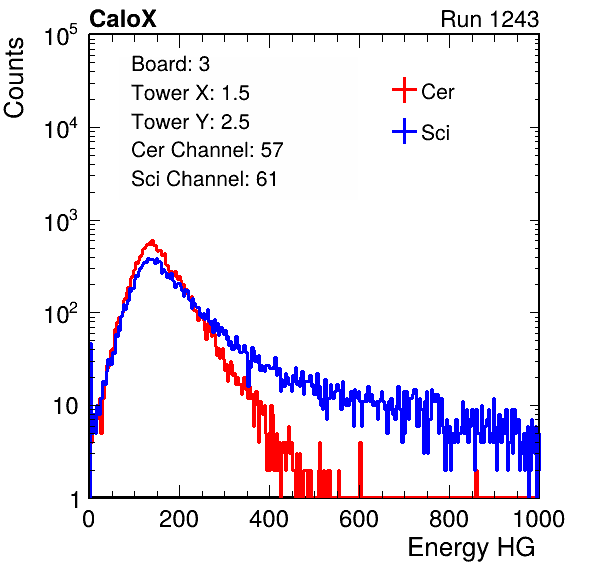 CaloX Run 1243
Counts
10^5
Board: 3
Tower X: 1.5
Tower Y: 2.5
Cer Channel: 57
Sci Channel: 61
Cer
Sci
10^4
10^3
10^2
10
1
0 200 400 600 800 1000
Energy HG